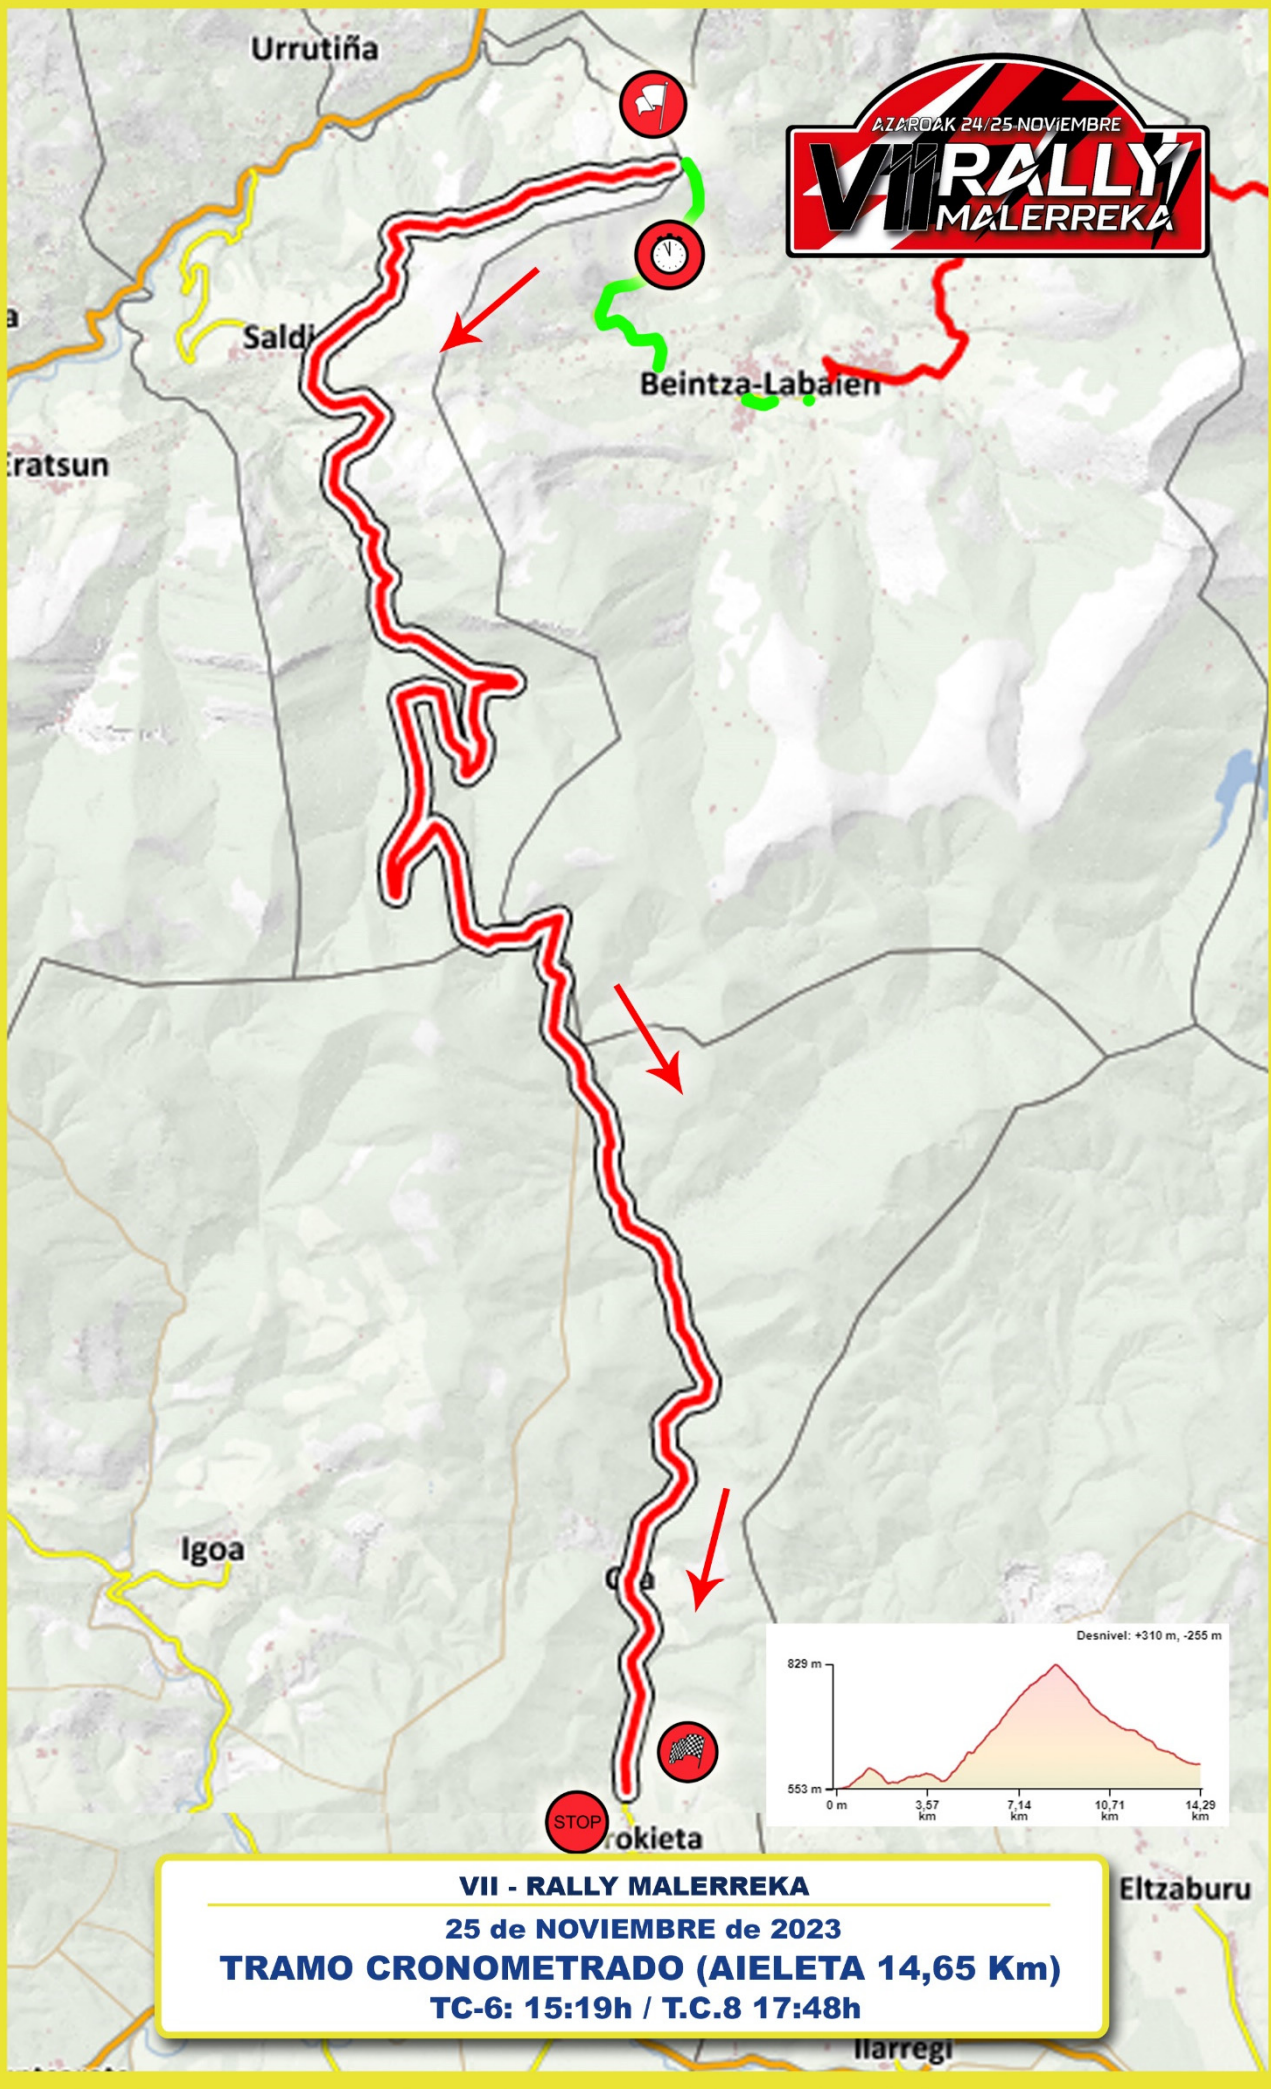 Urrutiña
AZAROAK 24/25 NOVIEMBRE
VII RALLY
MALERREKA
Saldi
Beintza-Labaien
Eratsun
Igoa
Desnivel: +310 m, -255 m
829 m
553 m
0 m
3,57 km
7,14 km
10,71 km
14,29 km
STOP
rokieta
Eltzaburu
VII - RALLY MALERREKA
25 de NOVIEMBRE de 2023
TRAMO CRONOMETRADO (AIELETA 14,65 Km)
TC-6: 15:19h / T.C.8 17:48h
Ilarregi